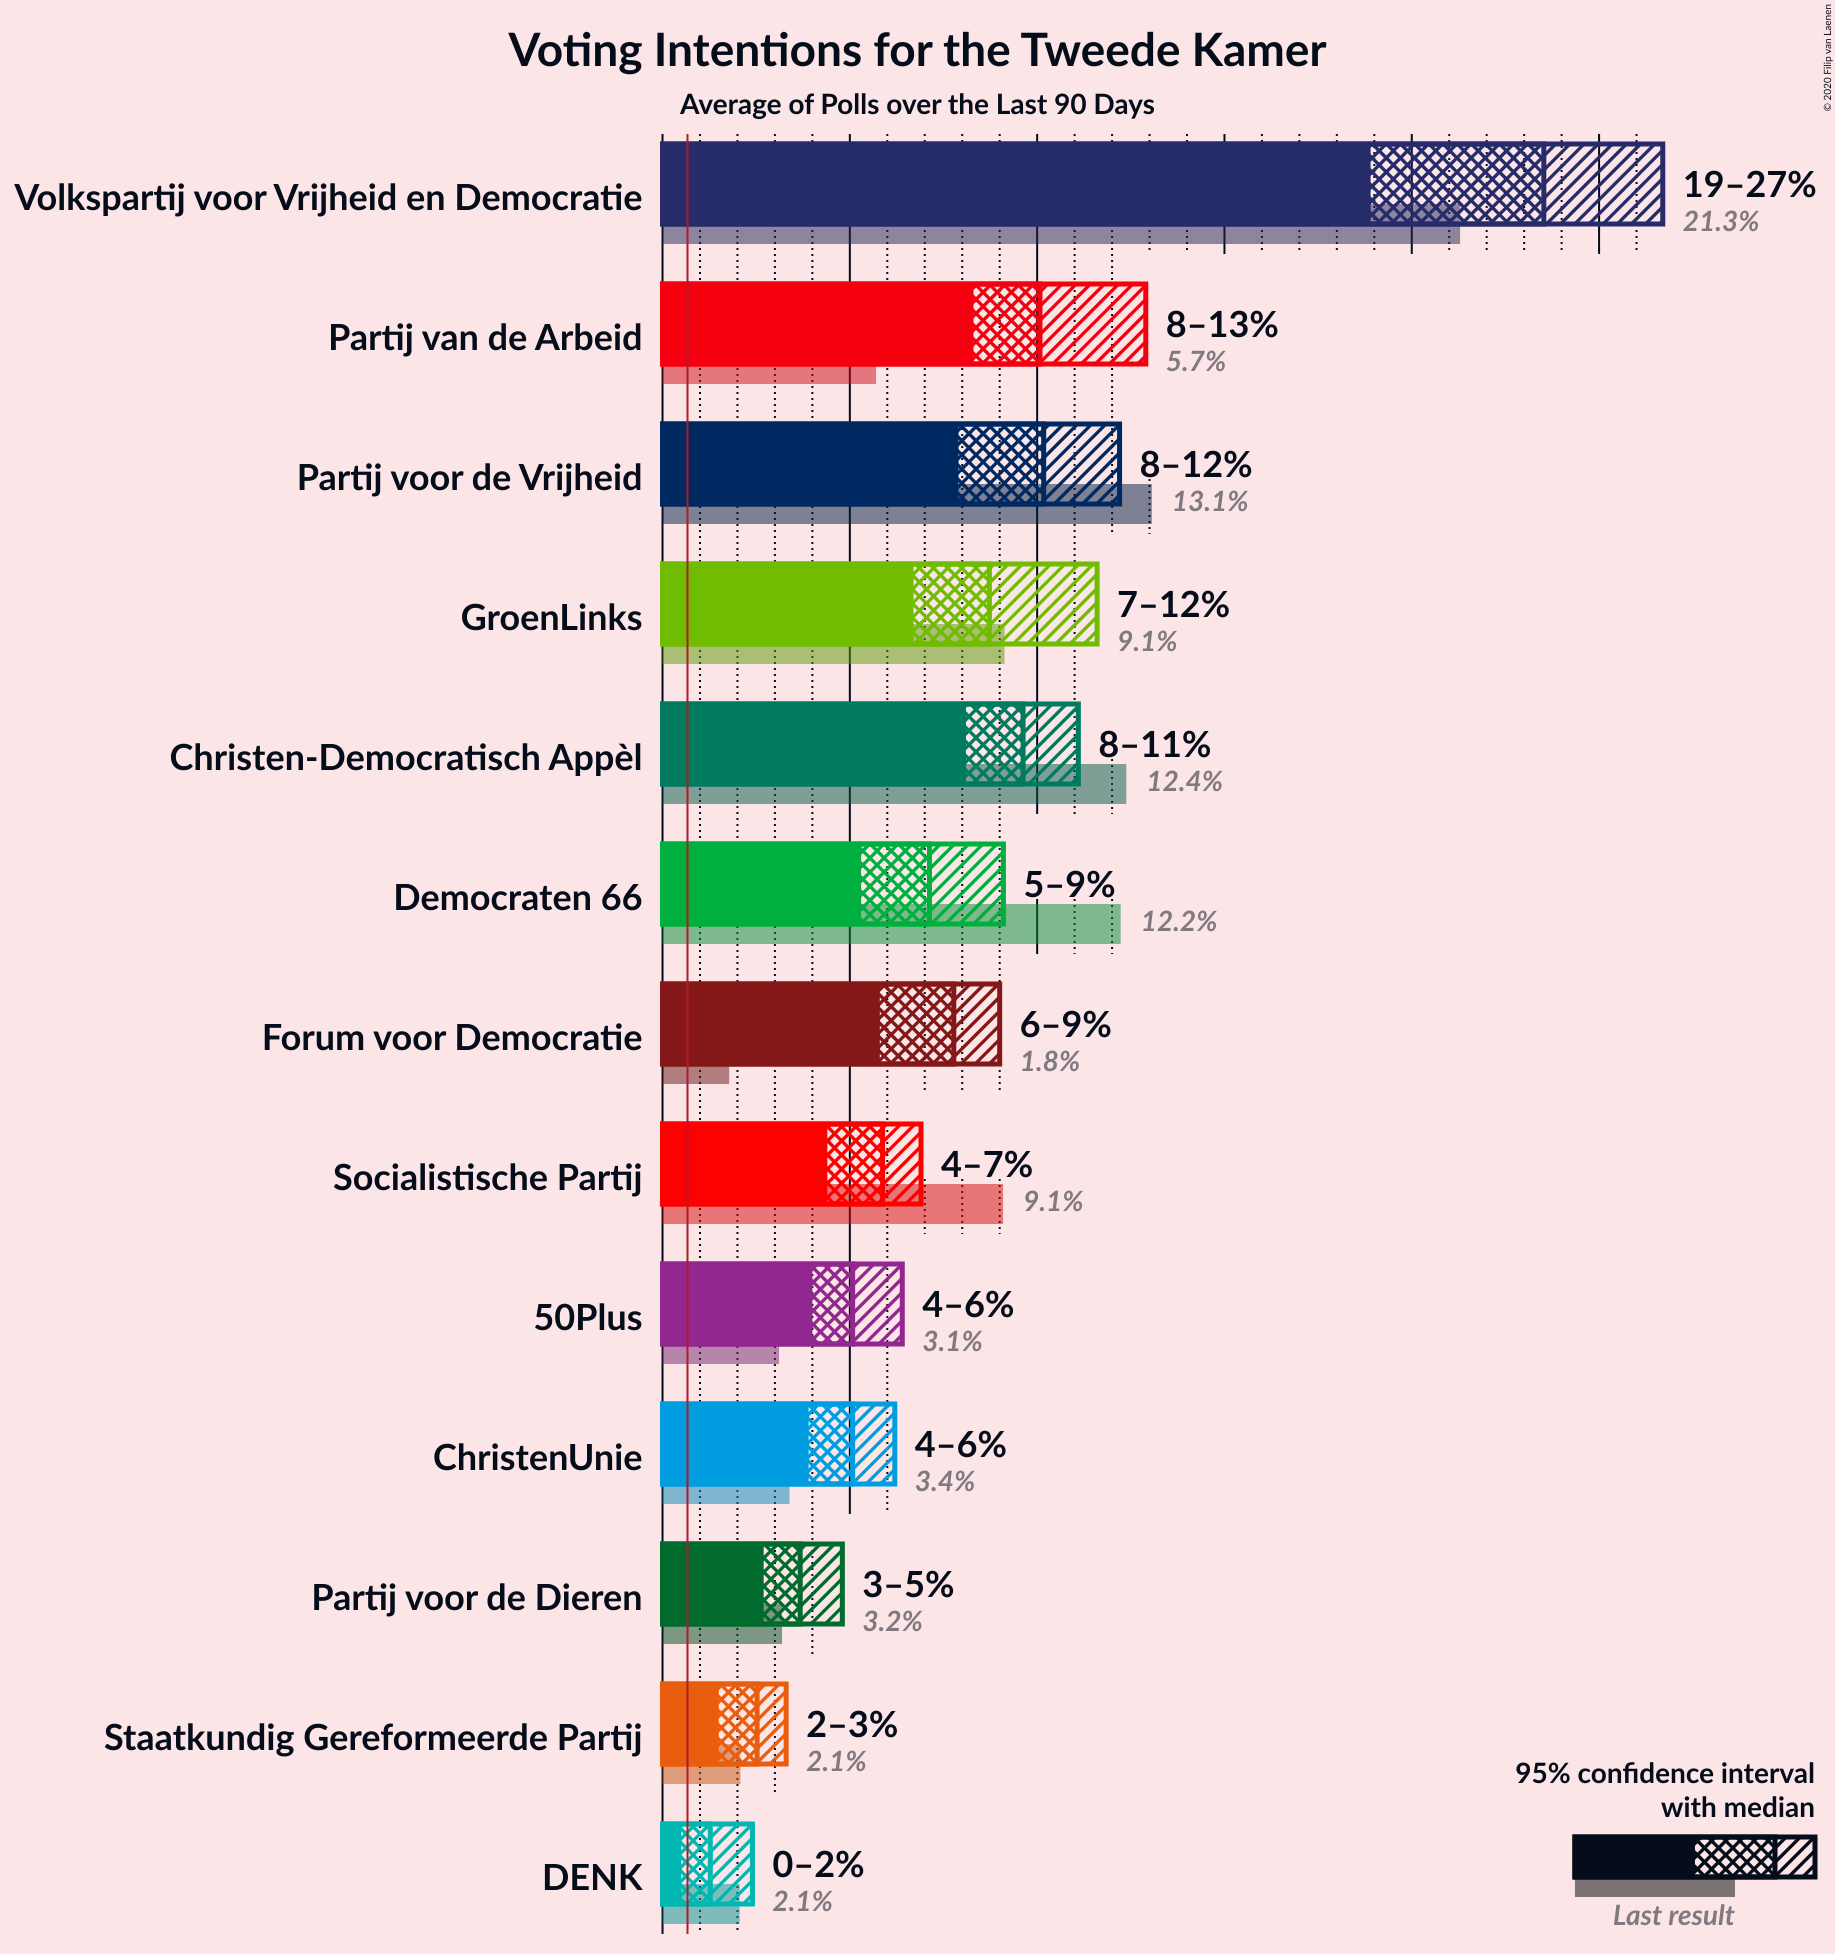 Voting Intentions for the Tweede Kamer
Average of Polls over the Last 90 Days
© 2020 Filip van Laenen
Volkspartij voor Vrijheid en Democratie
19–27%
21.3%
Partij van de Arbeid
8–13%
5.7%
Partij voor de Vrijheid
8–12%
13.1%
GroenLinks
7–12%
9.1%
Christen-Democratisch Appèl
8–11%
12.4%
Democraten 66
5–9%
12.2%
Forum voor Democratie
6–9%
1.8%
Socialistische Partij
4–7%
9.1%
50Plus
4–6%
3.1%
ChristenUnie
4–6%
3.4%
Partij voor de Dieren
3–5%
3.2%
Staatkundig Gereformeerde Partij
2–3%
2.1%
DENK
0–2%
2.1%
95% confidence interval
with median
Last result